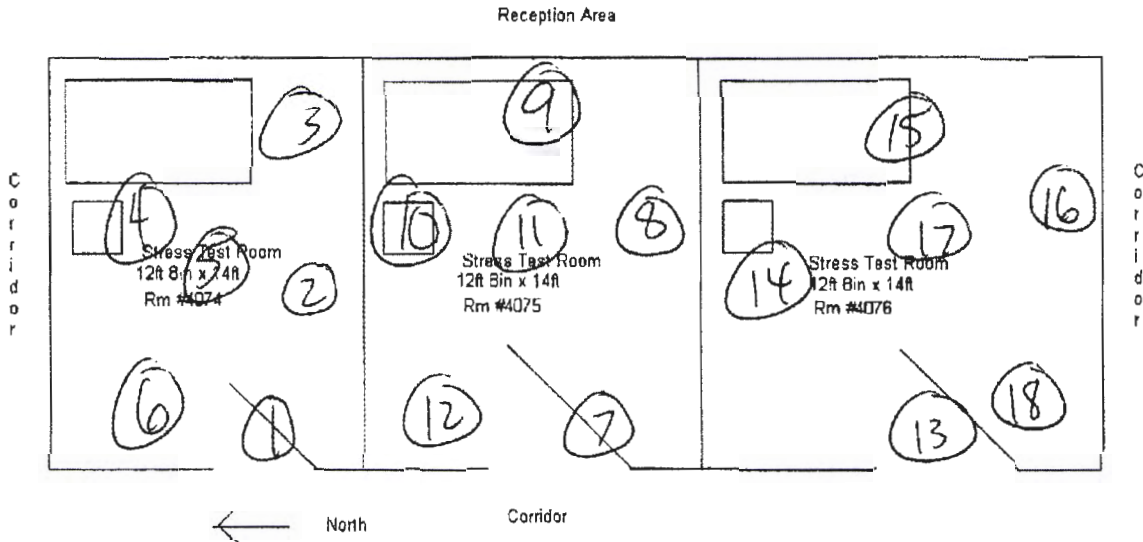 Reception Area
3
9
15
Corridor
4
10
11
8
17
16
Corridor
Stress Test Room
12ft 8in x 14ft
Rm #4074
5
2
Stress Test Room
12ft 8in x 14ft
Rm #4075
14
Stress Test Room
12ft 8in x 14ft
Rm #4076
6
1
12
7
13
18
North
Corridor